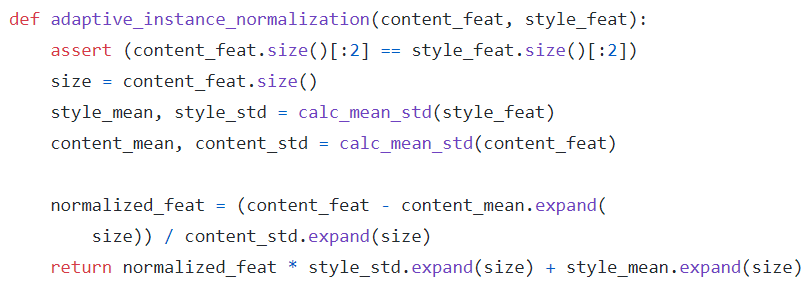 def adaptive_instance_normalization(content_feat, style_feat):
    assert (content_feat.size()[:2] == style_feat.size()[:2])
    size = content_feat.size()
    style_mean, style_std = calc_mean_std(style_feat)
    content_mean, content_std = calc_mean_std(content_feat)

    normalized_feat = (content_feat - content_mean.expand(
        size)) / content_std.expand(size)
    return normalized_feat * style_std.expand(size) + style_mean.expand(size)